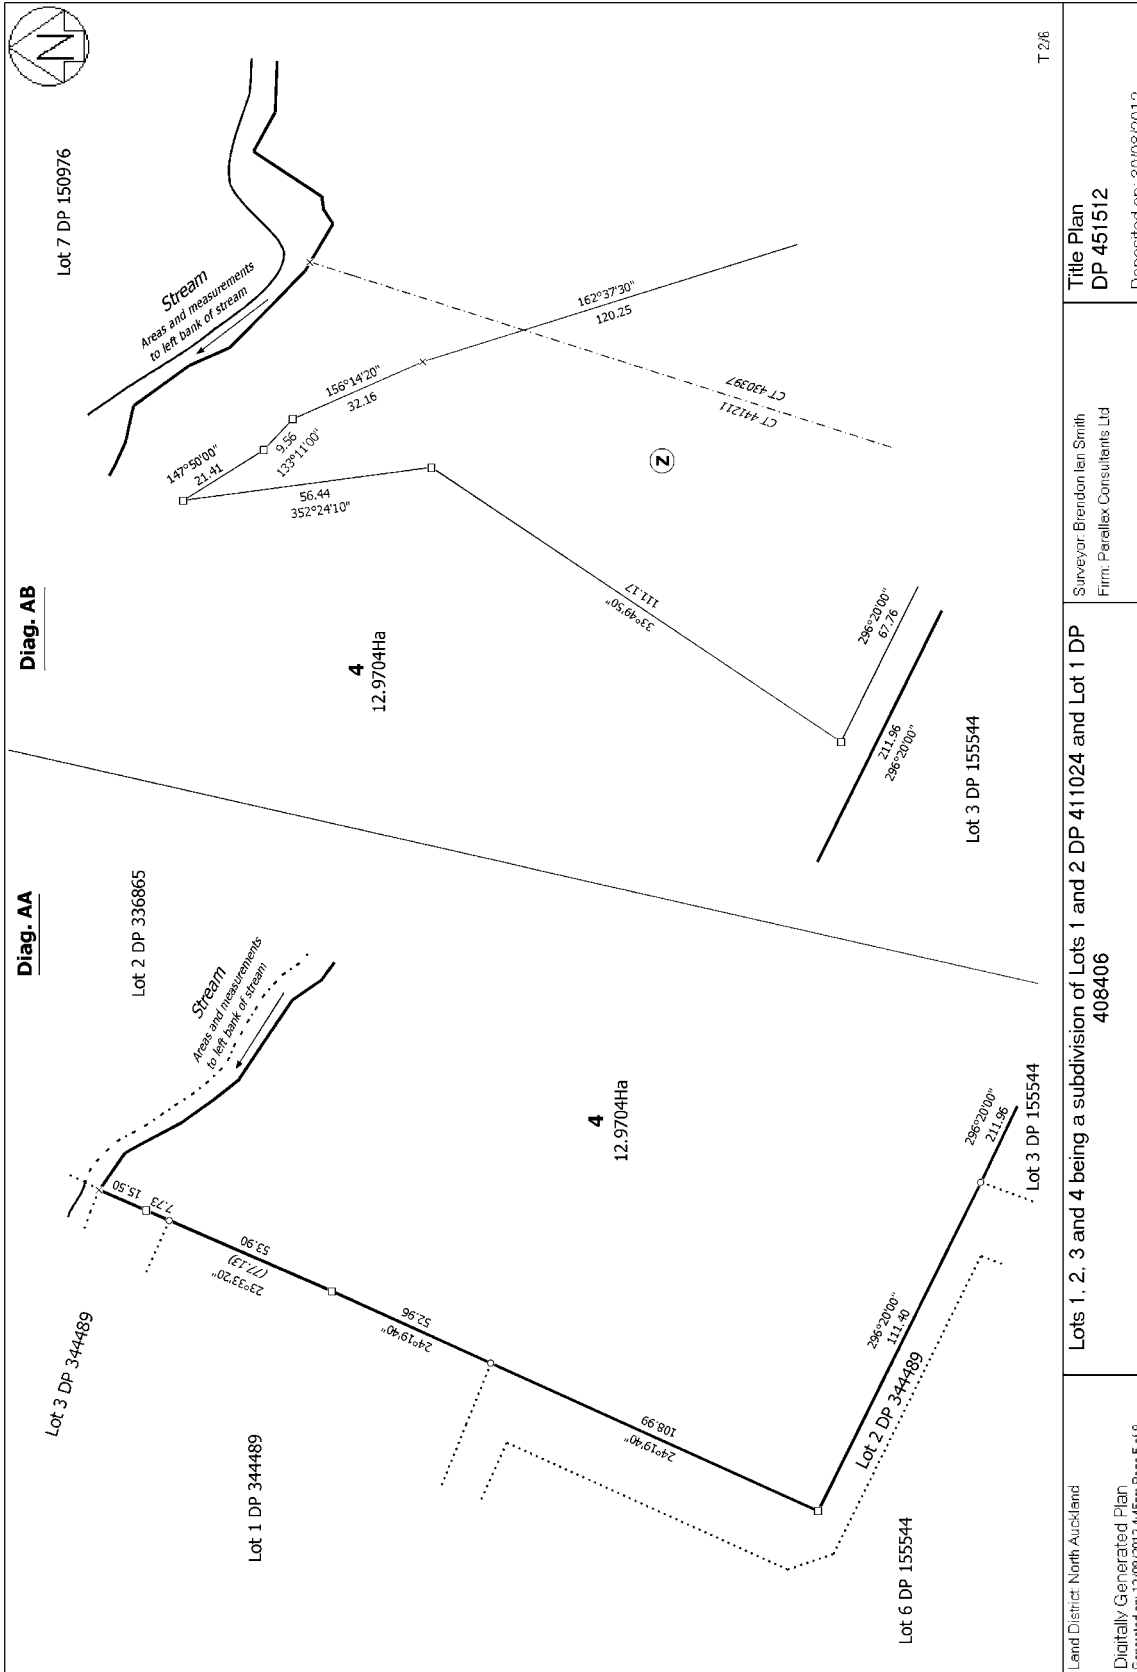 Diag. AA
Lot 2 DP 336865
Stream
Areas and measurements
to left bank of stream
Lot 3 DP 344489
15.50
7.73
53.90
(77.13)
23°33'20"
52.96
24°19'40"
Lot 1 DP 344489
108.99
24°19'40"
4
12.9704Ha
296°20'00"
111.40
Lot 2 DP 344489
296°20'00"
211.96
Lot 3 DP 155544
Lot 6 DP 155544
Diag. AB
N
Lot 7 DP 150976
Stream
Areas and measurements
to left bank of stream
147°50'00"
21.41
9.56
133°11'00"
156°14'20"
32.16
162°37'30"
120.25
56.44
352°24'10"
CT 430397
CT 441211
Z
4
12.9704Ha
111.17
33°49'50"
296°20'00"
67.76
211.96
296°20'00"
Lot 3 DP 155544
T 2/6
Land District: North Auckland
Digitally Generated Plan
Lots 1, 2, 3 and 4 being a subdivision of Lots 1 and 2 DP 411024 and Lot 1 DP
408406
Surveyor: Brendon Ian Smith
Firm: Parallax Consultants Ltd
Title Plan
DP 451512